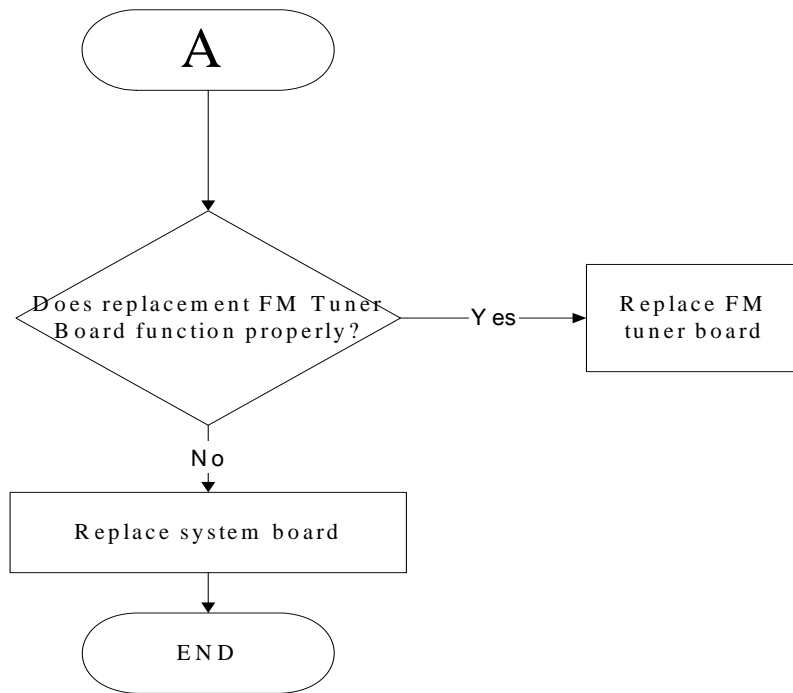 A
Does replacement FM Tuner
Board function properly?
Yes
Replace FM
tuner board
No
Replace system board
END